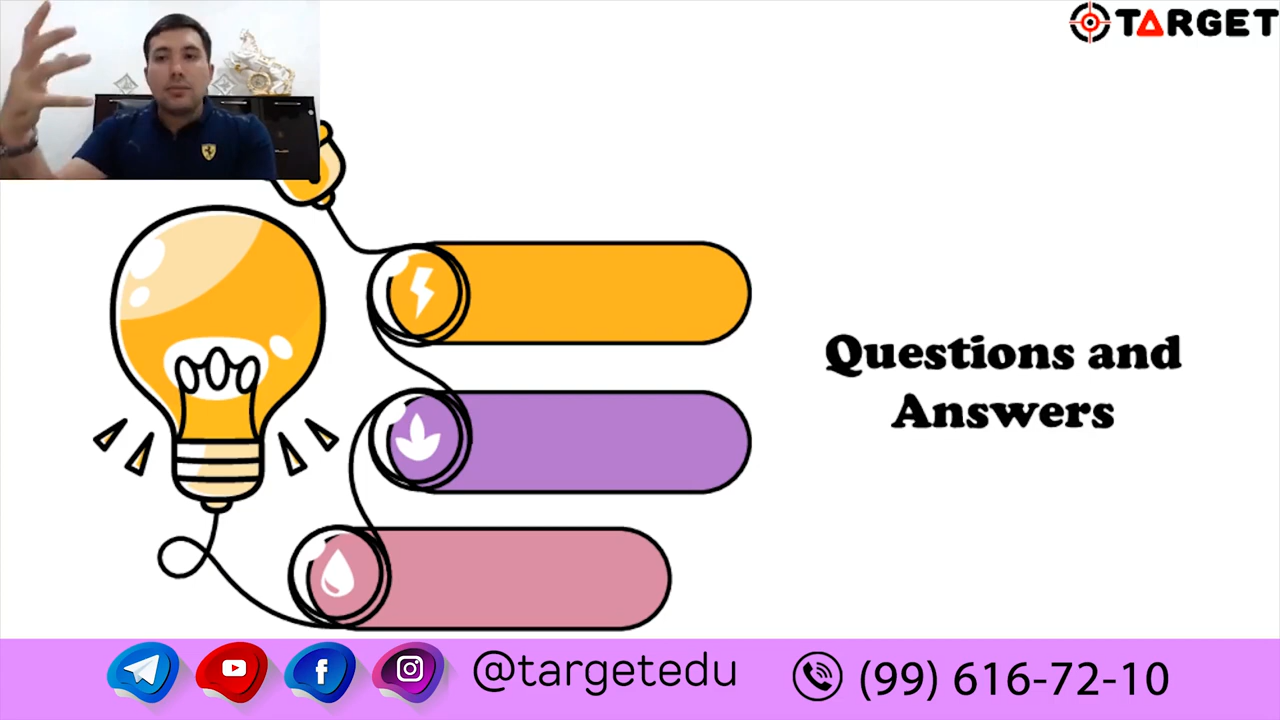 TARGET
Questions and
Answers
@targetedu
(99) 616-72-10